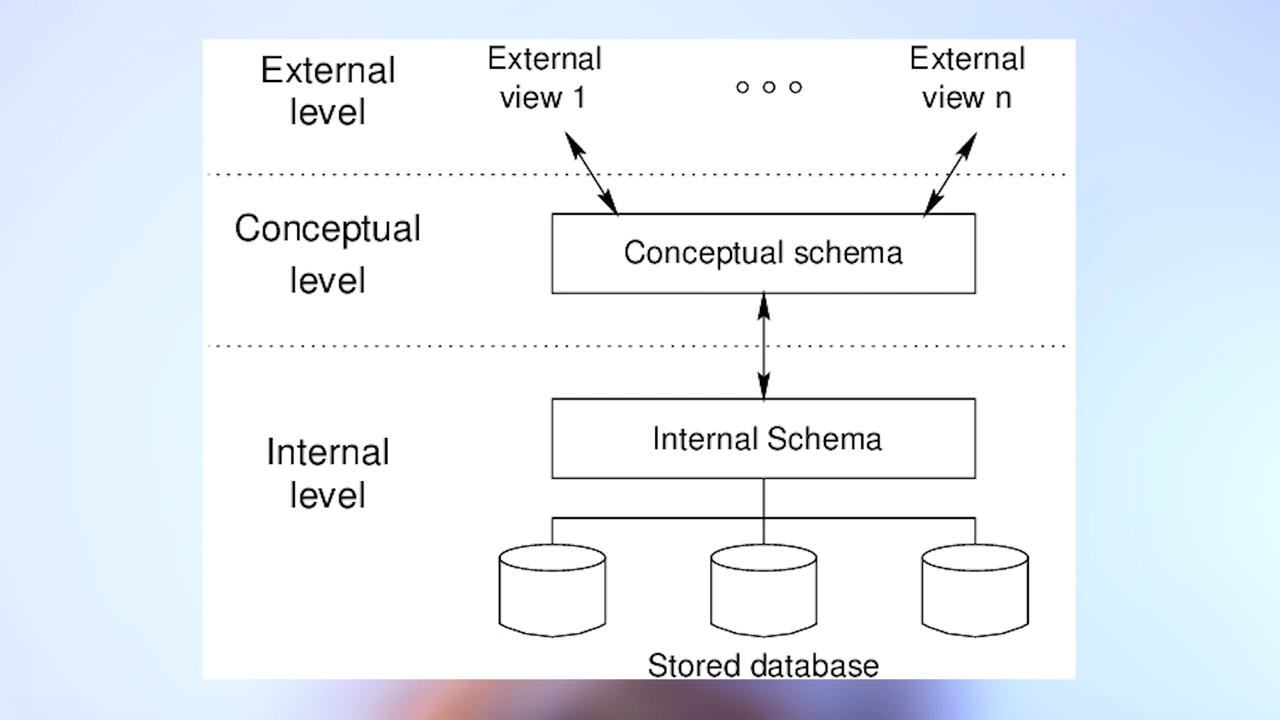 External
level
External
view 1
External
view n
Conceptual
level
Conceptual schema
Internal
level
Internal Schema
Stored database